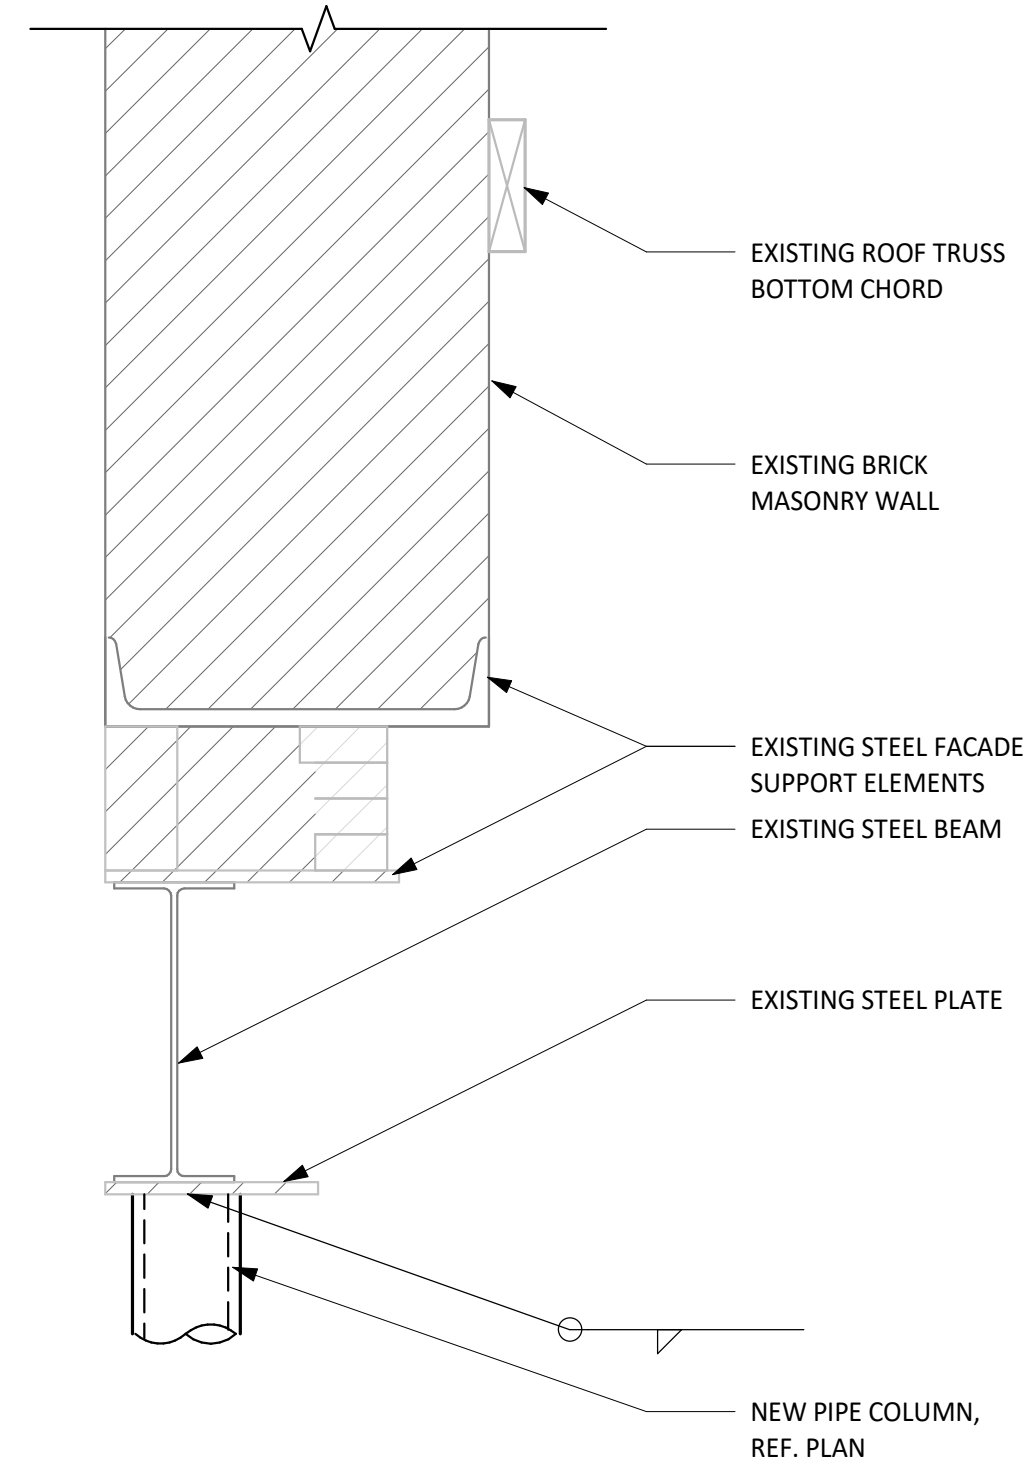 EXISTING ROOF TRUSS
BOTTOM CHORD
EXISTING BRICK
MASONRY WALL
EXISTING STEEL FACADE
SUPPORT ELEMENTS
EXISTING STEEL BEAM
EXISTING STEEL PLATE
NEW PIPE COLUMN,
REF. PLAN